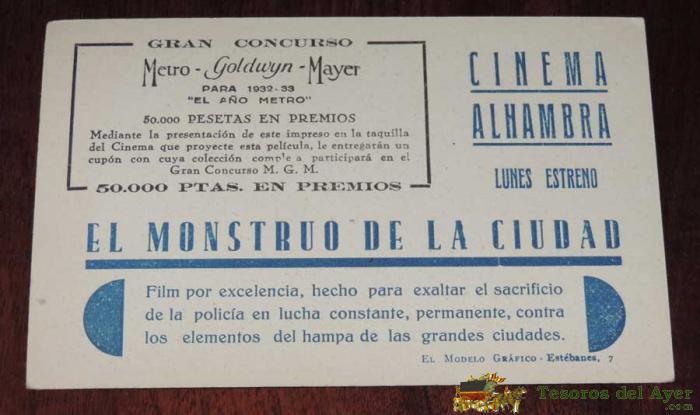 GRAN CONCURSO
Metro - Goldwyn - Mayer
PARA 1932-33
"EL AÑO METRO"
50.000 PESETAS EN PREMIOS
Mediante la presentación de este impreso en la taquilla
del Cinema que proyecte esta película, le entregarán un
cupón con cuya colección comple a participará en el
Gran Concurso M. G. M.
50.000 PTAS. EN PREMIOS
CINEMA
ALHAMBRA
LUNES ESTRENO
EL MONSTRUO DE LA CIUDAD
Film por excelencia, hecho para exaltar el sacrificio
de la policía en lucha constante, permanente, contra
los elementos del hampa de las grandes ciudades.
EL MODELO GRÁFICO - Estébanes, 7
Tesoros del Ayer
.com